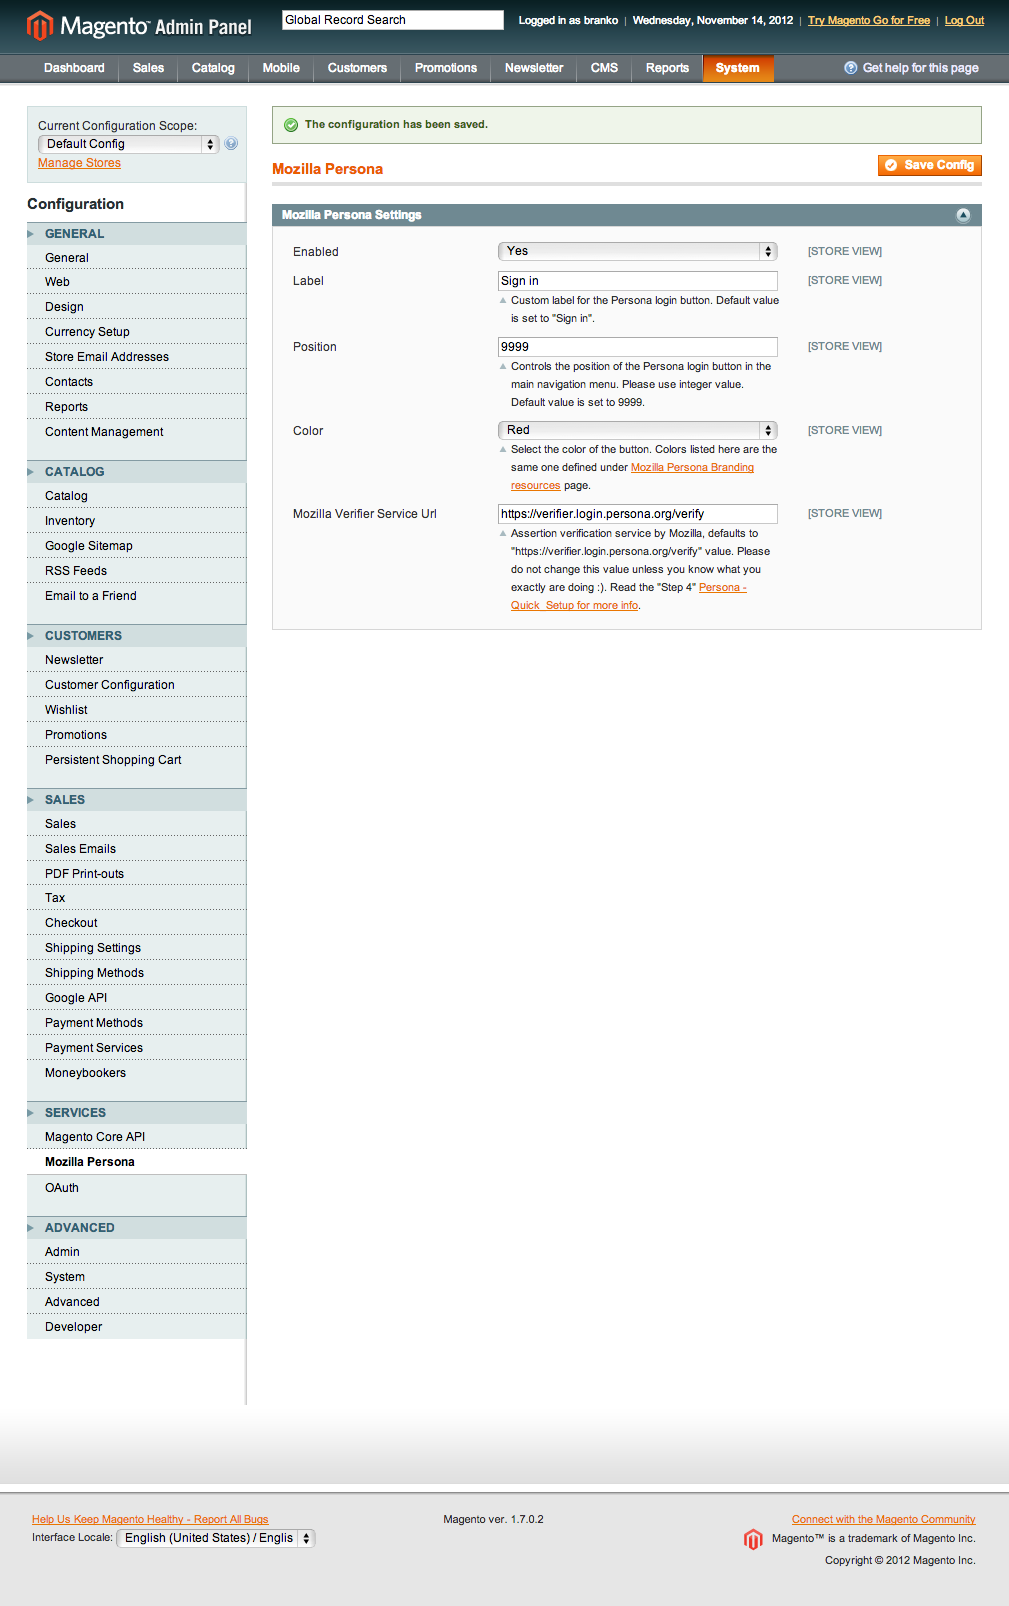 Magento™ Admin Panel
Global Record Search
Logged in as branko | Wednesday, November 14, 2012 | Try Magento Go for Free | Log Out
Dashboard Sales Catalog Mobile Customers Promotions Newsletter CMS Reports System
Get help for this page
Current Configuration Scope:
Default Config
Manage Stores
Configuration
GENERAL
General
Web
Design
Currency Setup
Store Email Addresses
Contacts
Reports
Content Management
CATALOG
Catalog
Inventory
Google Sitemap
RSS Feeds
Email to a Friend
CUSTOMERS
Newsletter
Customer Configuration
Wishlist
Promotions
Persistent Shopping Cart
SALES
Sales
Sales Emails
PDF Print-outs
Tax
Checkout
Shipping Settings
Shipping Methods
Google API
Payment Methods
Payment Services
Moneybookers
SERVICES
Magento Core API
Mozilla Persona
OAuth
ADVANCED
Admin
System
Advanced
Developer
The configuration has been saved.
Mozilla Persona
Save Config
Mozilla Persona Settings
Enabled
Yes
[STORE VIEW]
Label
Sign in
[STORE VIEW]
Custom label for the Persona login button. Default value
is set to "Sign in".
Position
9999
[STORE VIEW]
Controls the position of the Persona login button in the
main navigation menu. Please use integer value.
Default value is set to 9999.
Color
Red
[STORE VIEW]
Select the color of the button. Colors listed here are the
same one defined under Mozilla Persona Branding
resources page.
Mozilla Verifier Service Url
https://verifier.login.persona.org/verify
[STORE VIEW]
Assertion verification service by Mozilla, defaults to
"https://verifier.login.persona.org/verify" value. Please
do not change this value unless you know what you
exactly are doing :). Read the "Step 4" Persona -
Quick_Setup for more info.
Help Us Keep Magento Healthy - Report All Bugs
Interface Locale: English (United States) / Englis
Magento ver. 1.7.0.2
Connect with the Magento Community
Magento™ is a trademark of Magento Inc.
Copyright © 2012 Magento Inc.